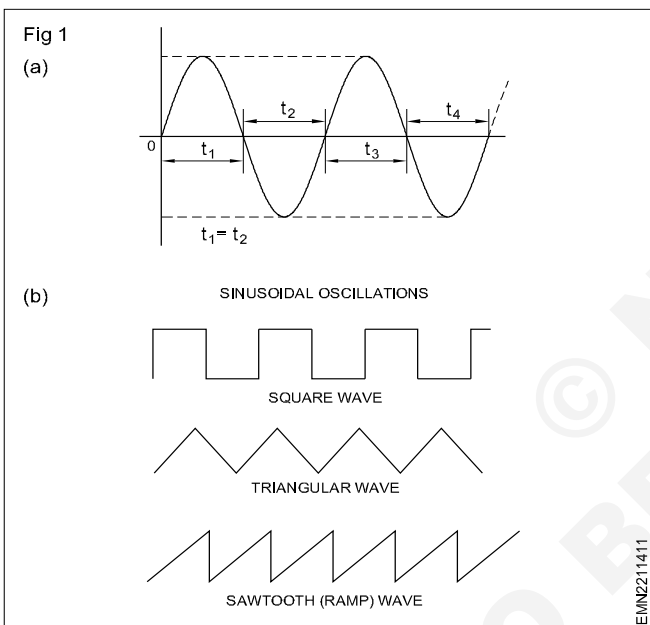 Fig 1
(a)
t₂
t₄
0
t₁
t₃
t₁= t₂
(b)
SINUSOIDAL OSCILLATIONS
SQUARE WAVE
TRIANGULAR WAVE
SAWTOOTH (RAMP) WAVE
EMN2211411
©